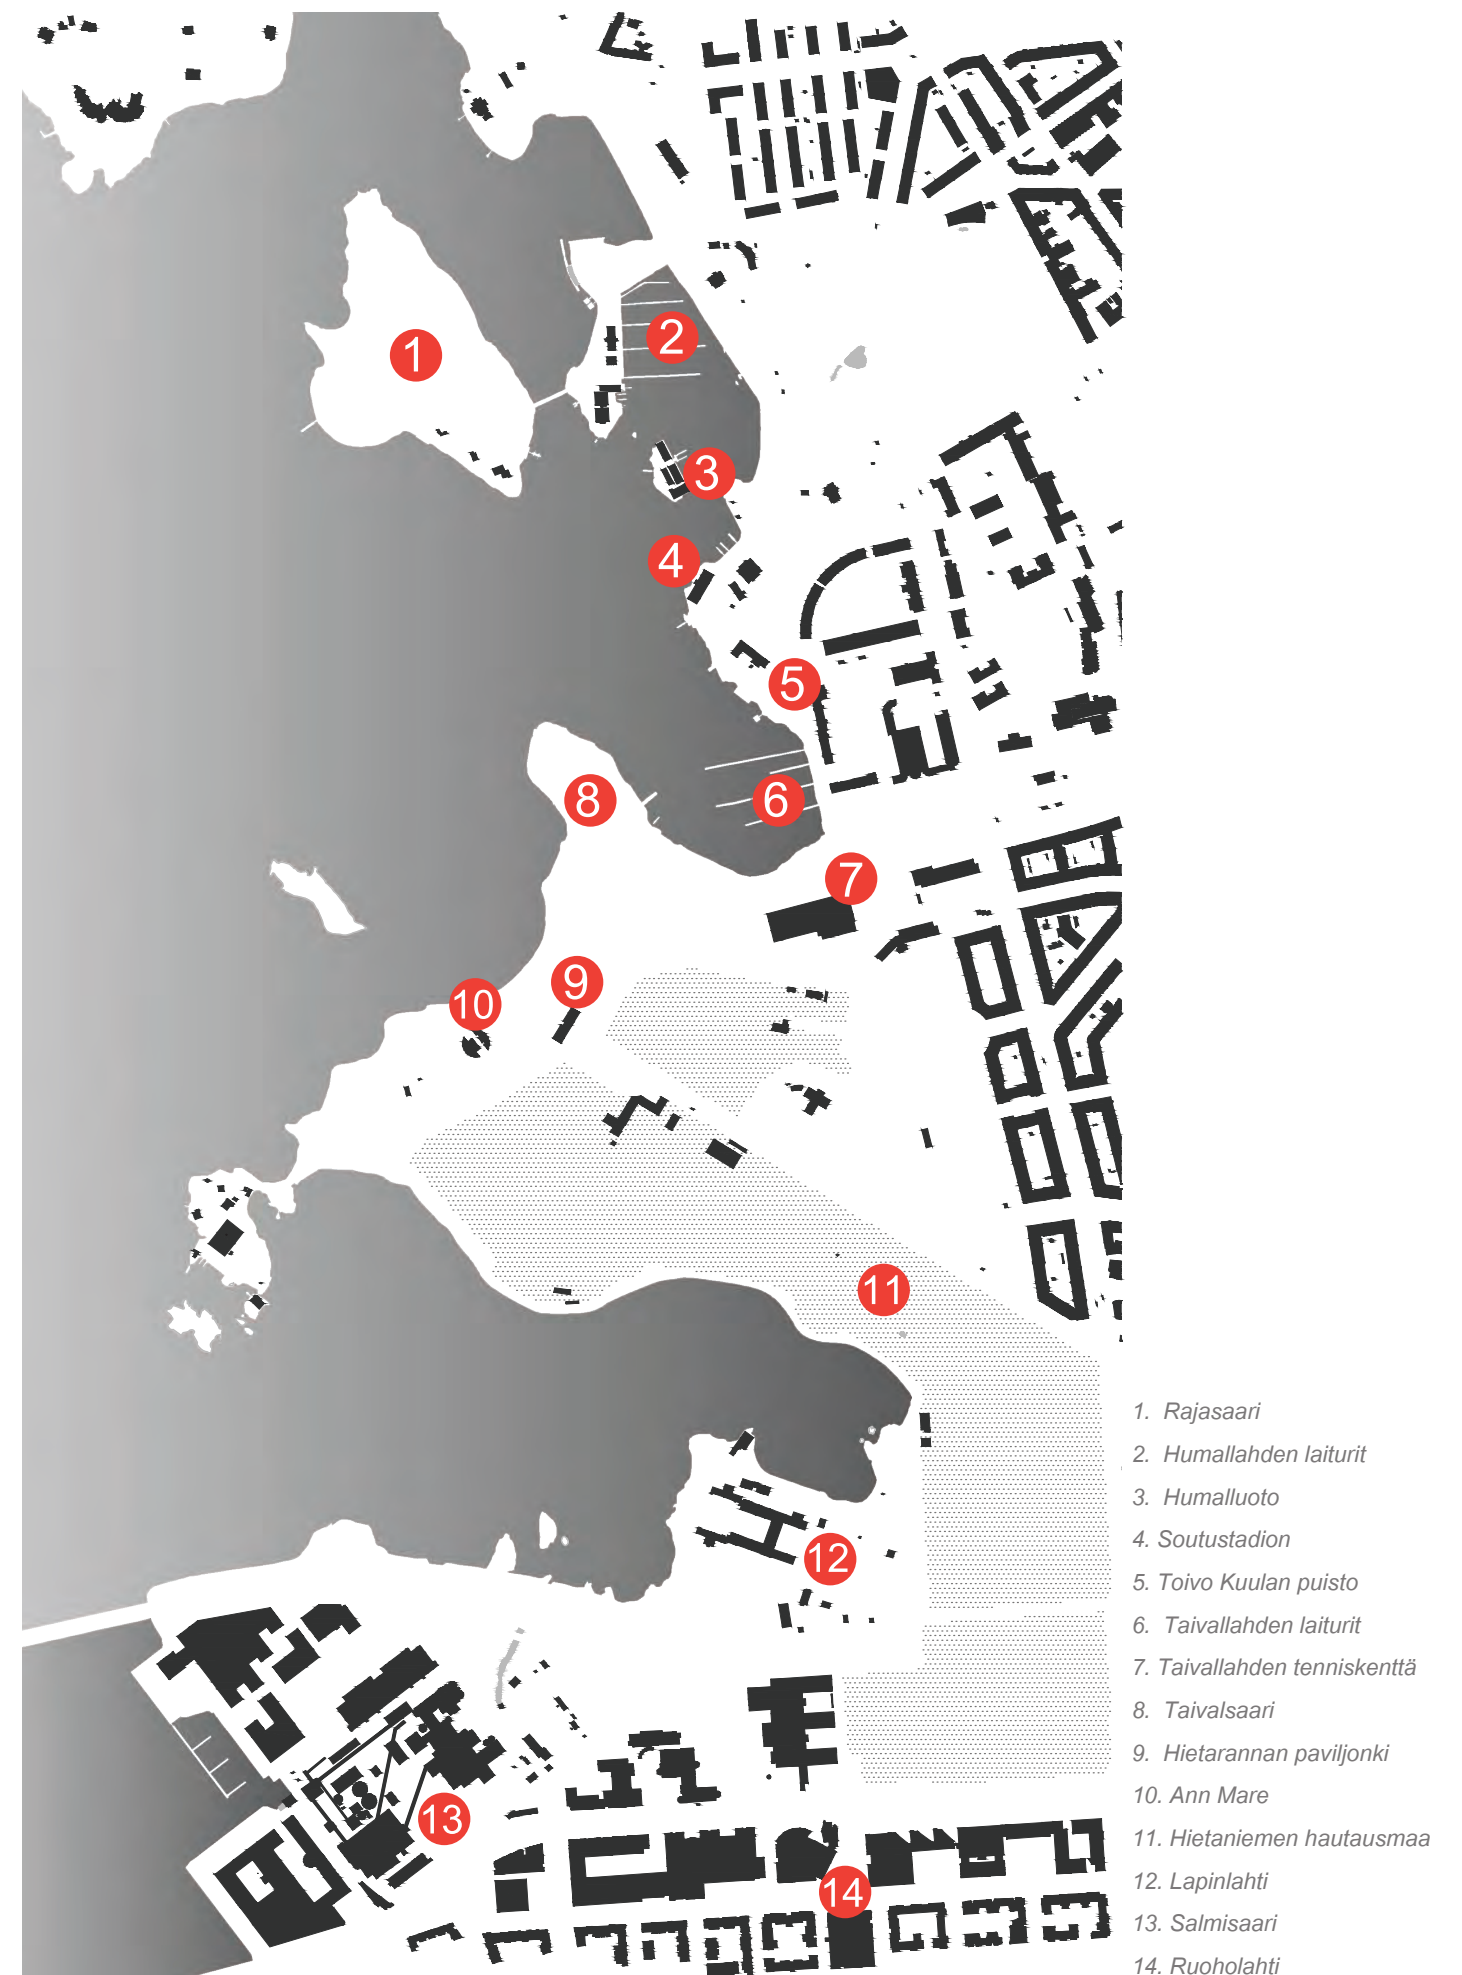 1
2
3
4
5
6
7
8
9
10
11
12
13
14
1. Rajasaari
2. Humallahden laiturit
3. Humalluoto
4. Soutustadion
5. Toivo Kuulan puisto
6. Taivallahden laiturit
7. Taivallahden tenniskenttä
8. Taivalsaari
9. Hietarannan paviljonki
10. Ann Mare
11. Hietaniemen hautausmaa
12. Lapinlahti
13. Salmisaari
14. Ruoholahti